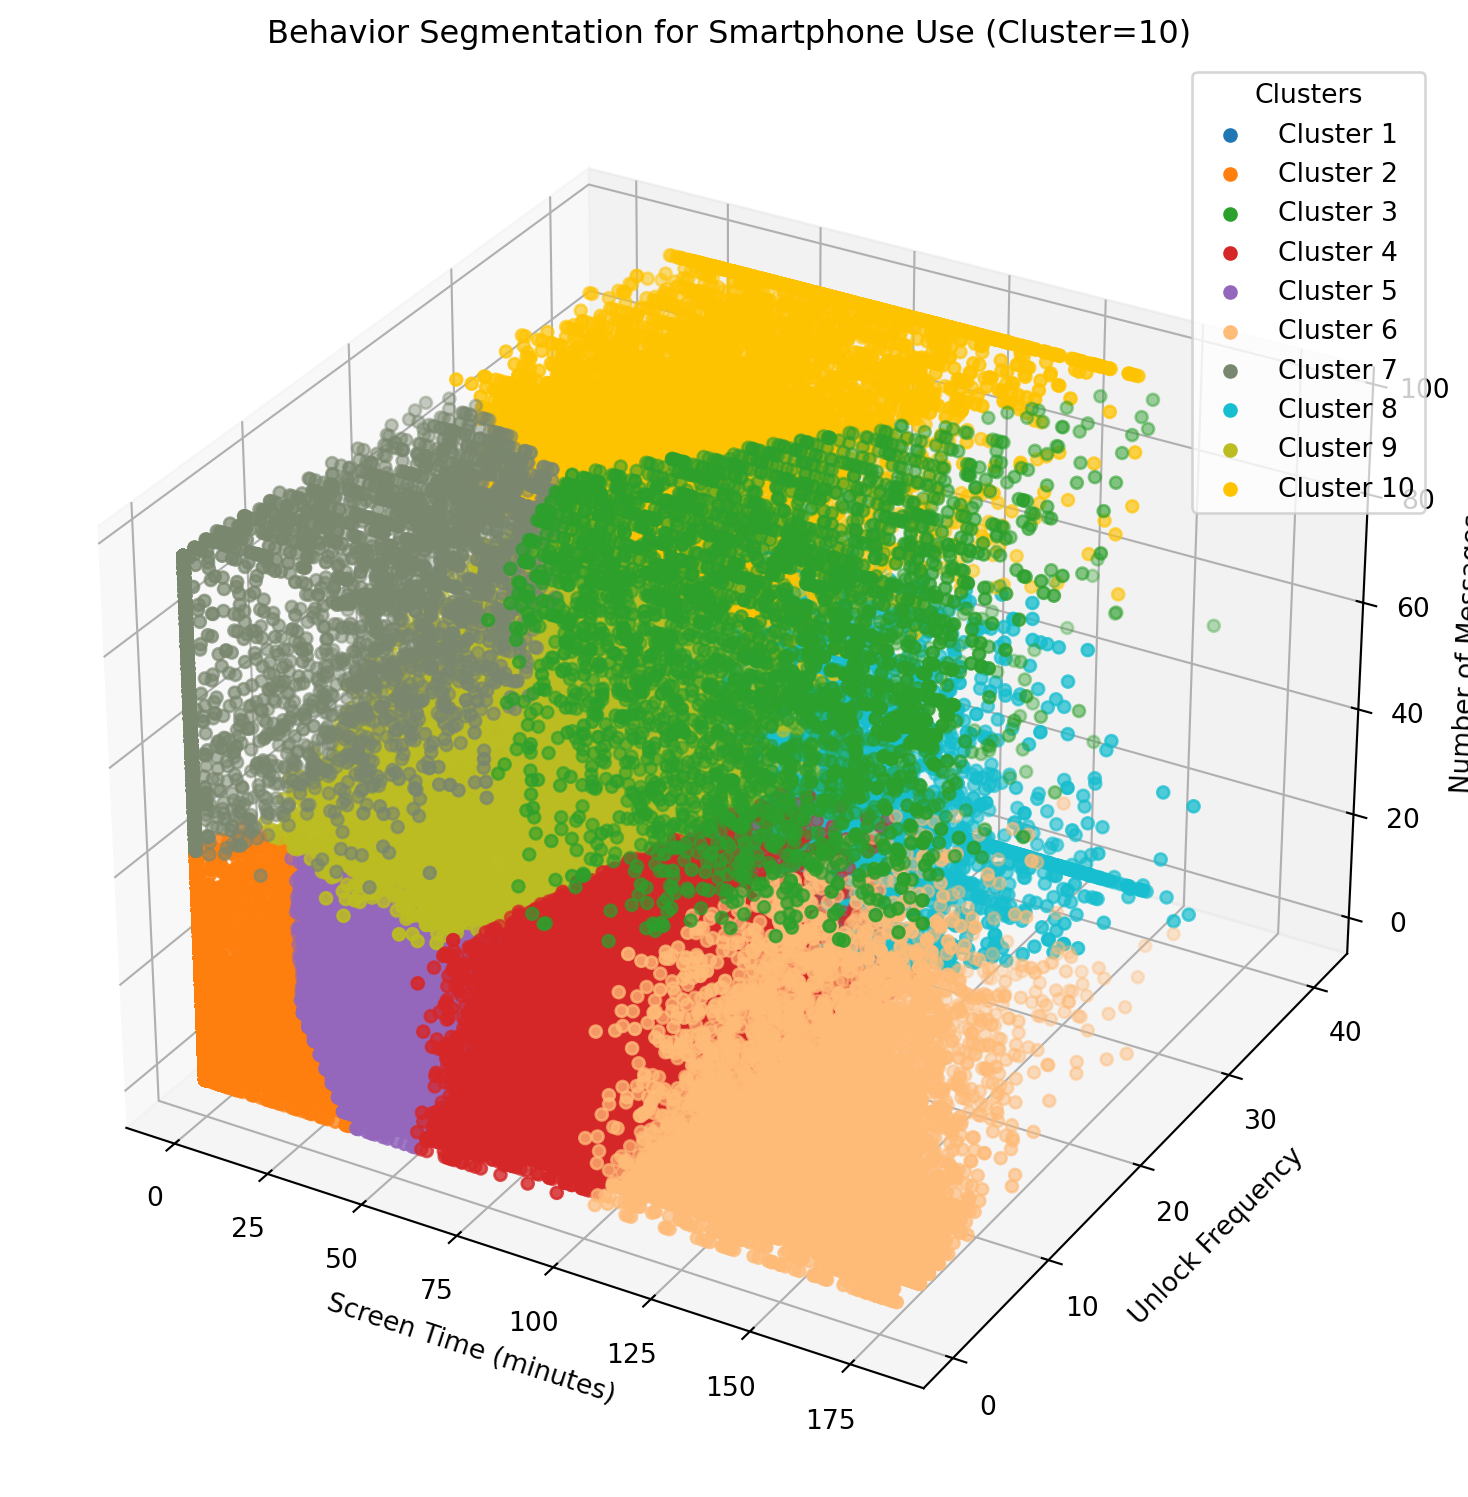 Behavior Segmentation for Smartphone Use (Cluster=10)
Clusters
Cluster 1
Cluster 2
Cluster 3
Cluster 4
Cluster 5
Cluster 6
Cluster 7
Cluster 8
Cluster 9
Cluster 10
100
80
60
40
20
0
Number of Messages
40
30
20
10
0
Unlock Frequency
0
25
50
75
100
125
150
175
Screen Time (minutes)